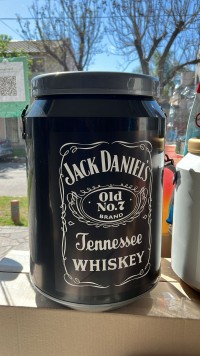 JACK DANIEL'S
Old
No.7
BRAND
Tennessee
WHISKEY